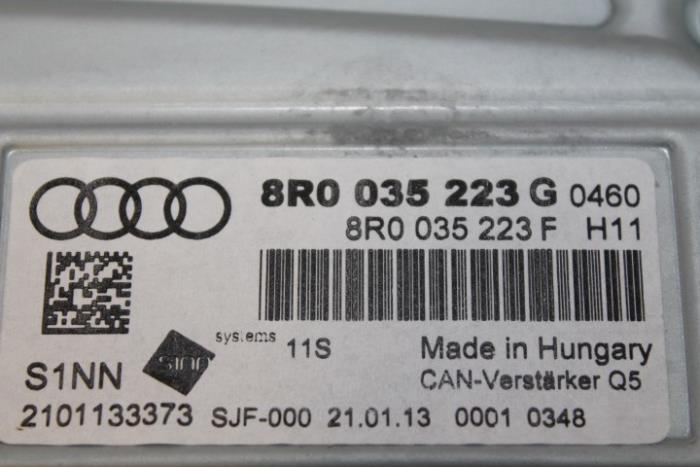 8R0 035 223 G 0460
8R0 035 223 F H11
systems 11S Made in Hungary
S1NN S1NN CAN-Verstärker Q5
2101133373 SJF-000 21.01.13 0001 0348